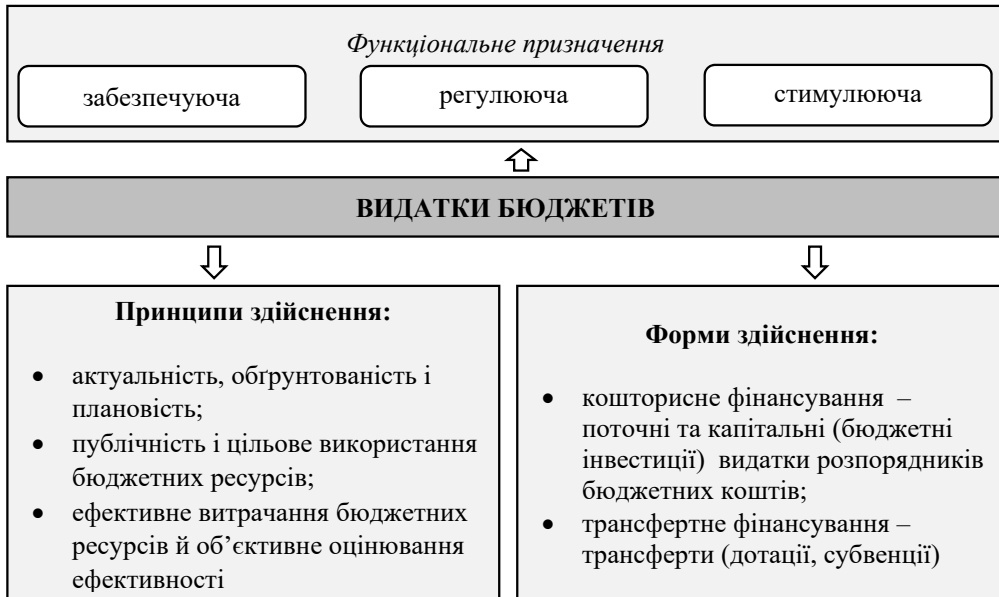 Функціональне призначення
забезпечуюча
регулююча
стимулююча
ВИДАТКИ БЮДЖЕТІВ
Принципи здійснення:
• актуальність, обґрунтованість і
плановість;
• публічність і цільове використання
бюджетних ресурсів;
• ефективне витрачання бюджетних
ресурсів й об’єктивне оцінювання
ефективності
Форми здійснення:
• кошторисне фінансування –
поточні та капітальні (бюджетні
інвестиції) видатки розпорядників
бюджетних коштів;
• трансфертне фінансування –
трансферти (дотації, субвенції)